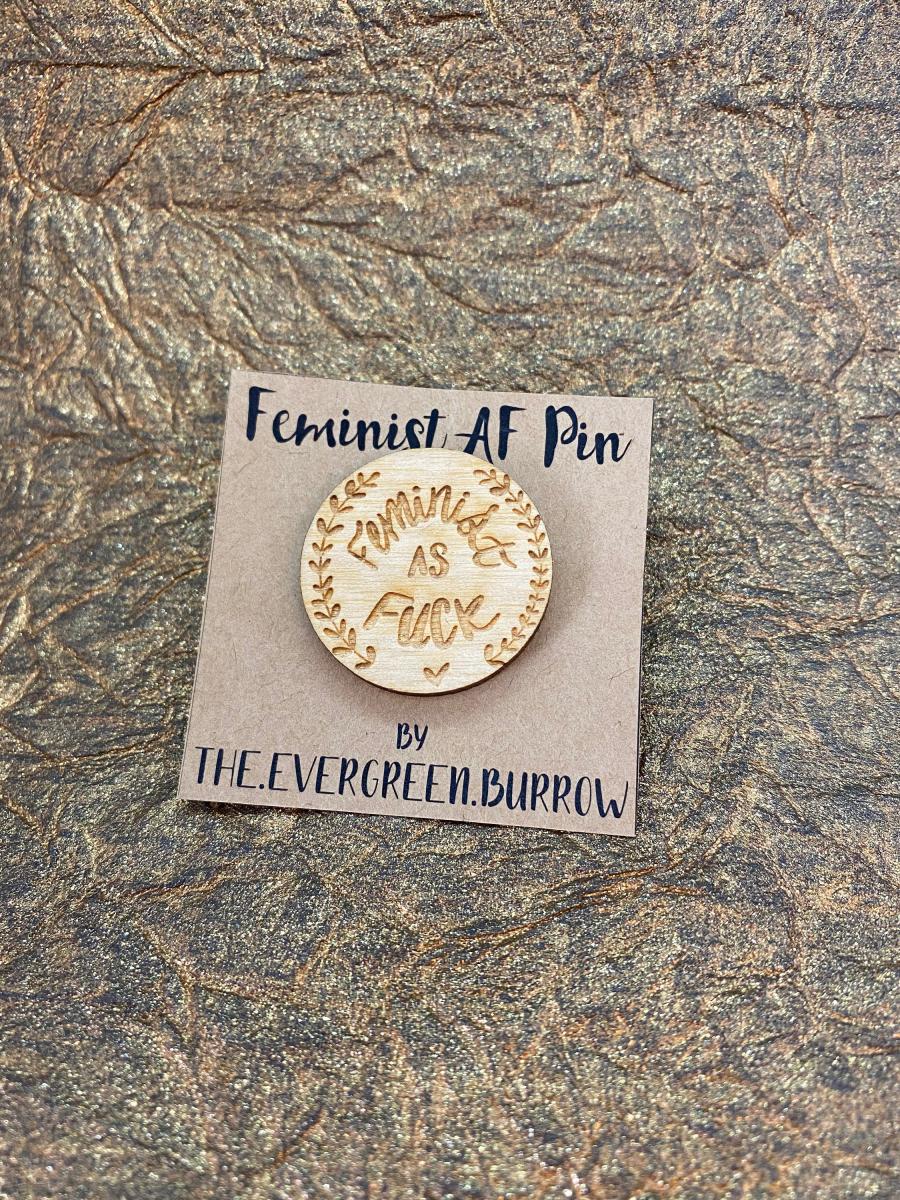 Feminist AF Pin
Feminist
AS
FUCK
BY
THE.EVERGREEN.BURROW